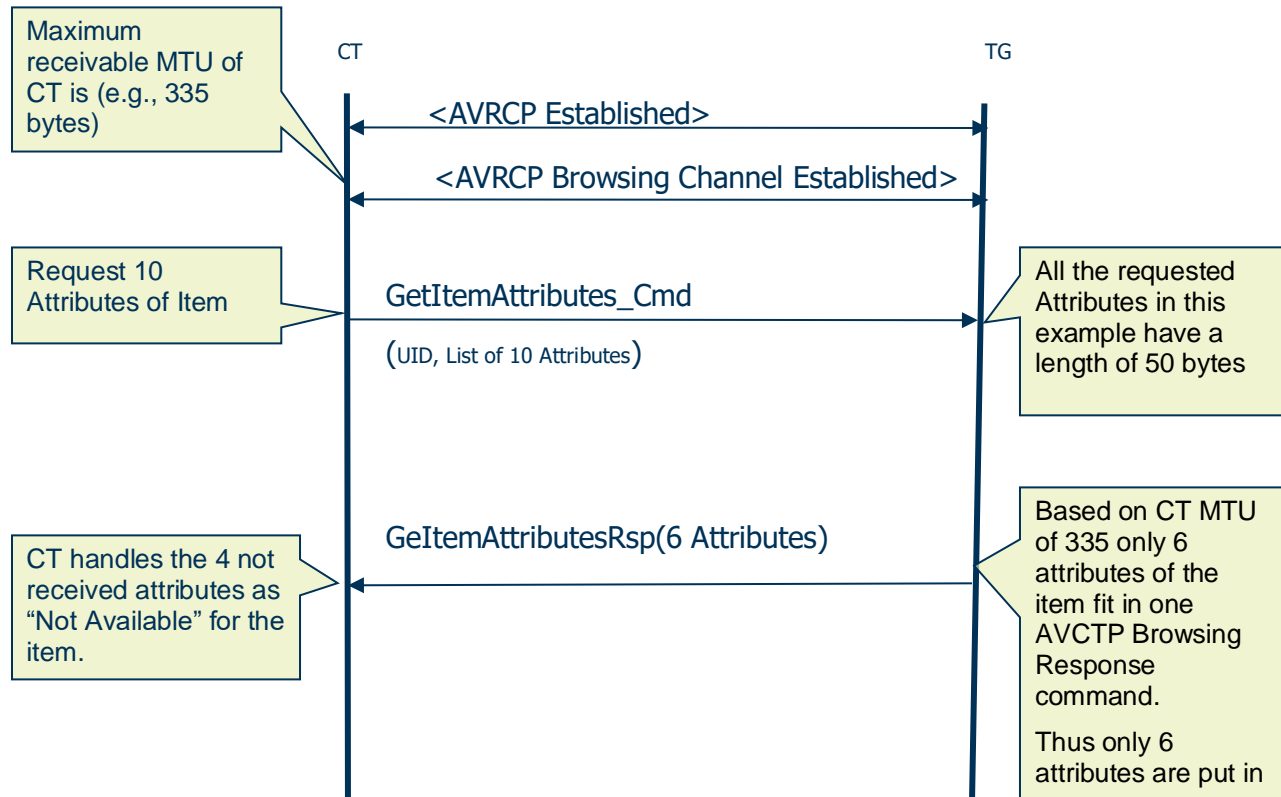 Maximum
receivable MTU of
CT is (e.g., 335
bytes)
CT
TG
<AVRCP Established>
<AVRCP Browsing Channel Established>
Request 10
Attributes of Item
GetItemAttributes_Cmd
(UID, List of 10 Attributes)
All the requested
Attributes in this
example have a
length of 50 bytes
GeItemAttributesRsp(6 Attributes)
CT handles the 4 not
received attributes as
“Not Available” for the
item.
Based on CT MTU
of 335 only 6
attributes of the
item fit in one
AVCTP Browsing
Response
command.
Thus only 6
attributes are put in